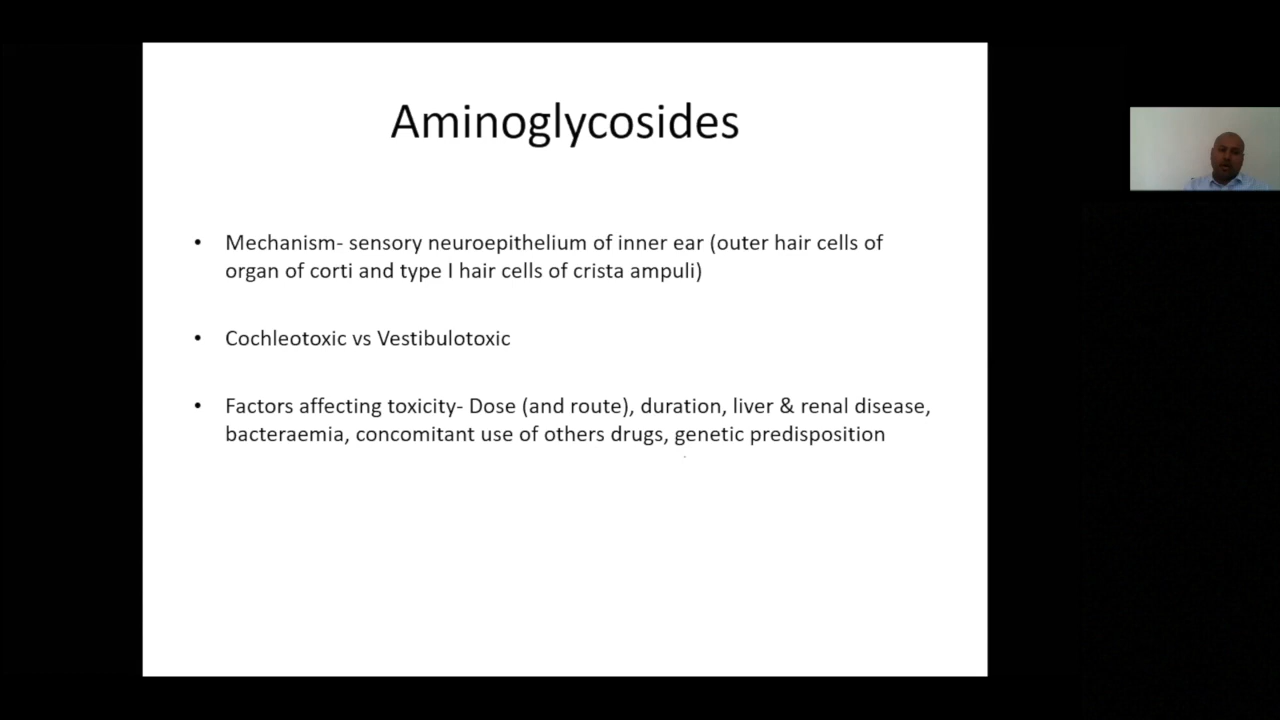 Aminoglycosides
• Mechanism- sensory neuroepithelium of inner ear (outer hair cells of
organ of corti and type I hair cells of crista ampuli)
• Cochleotoxic vs Vestibulotoxic
• Factors affecting toxicity- Dose (and route), duration, liver & renal disease,
bacteraemia, concomitant use of others drugs, genetic predisposition